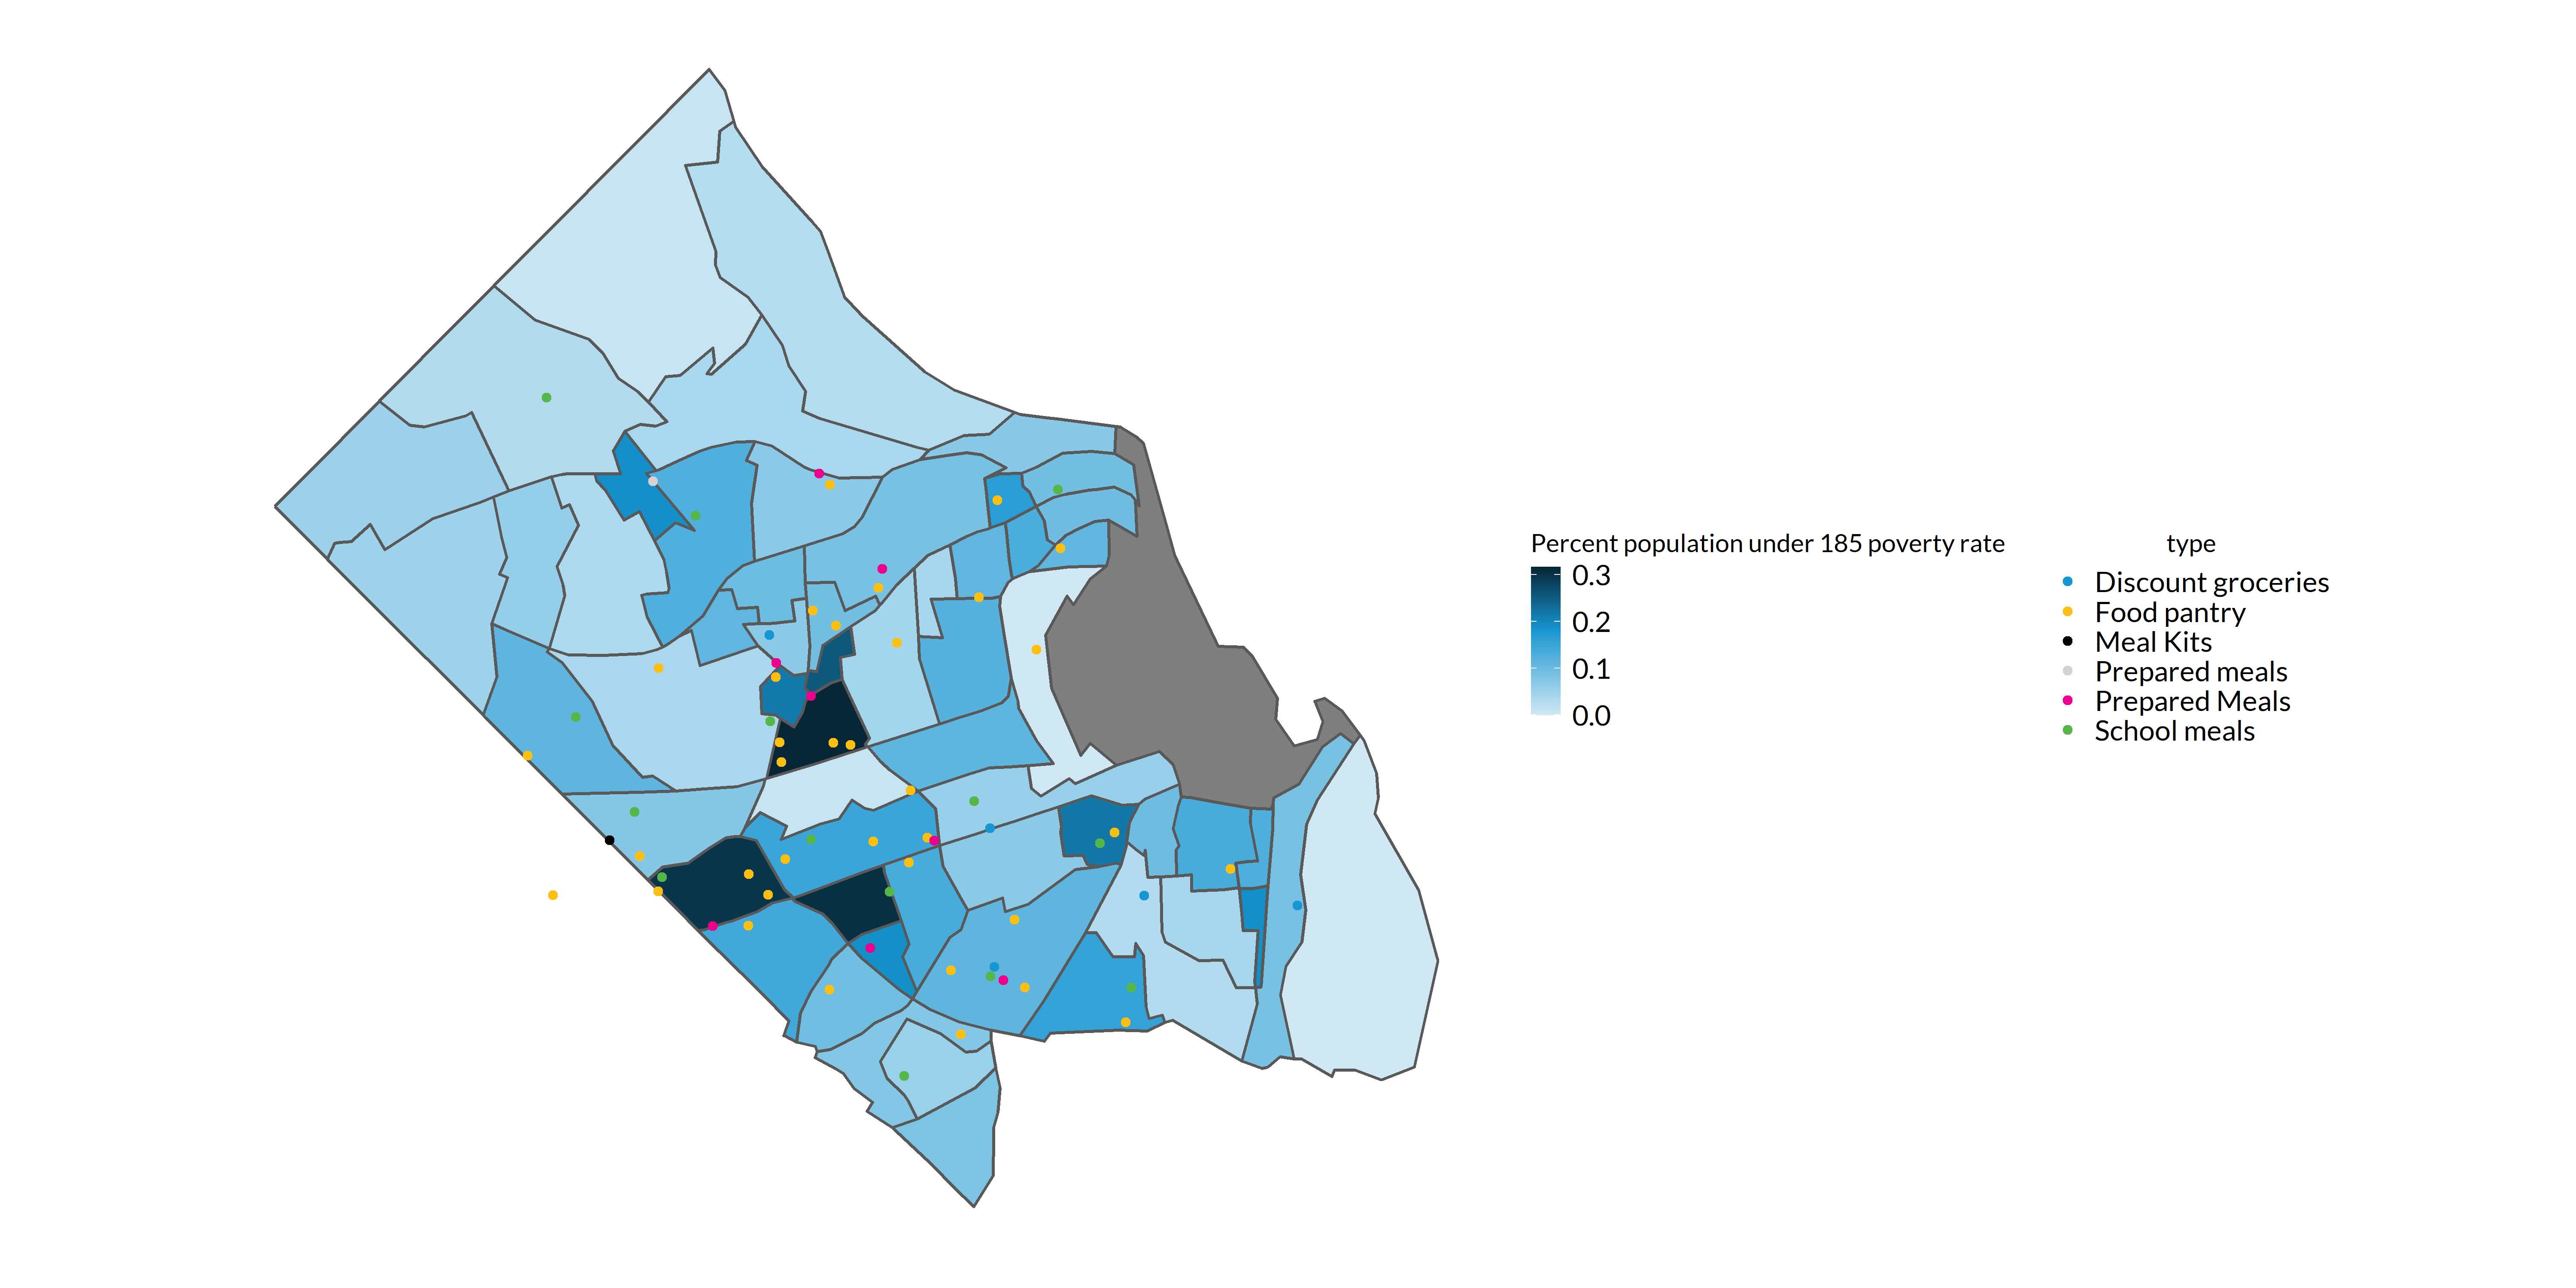 Percent population under 185 poverty rate
0.3
0.2
0.1
0.0
type
Discount groceries
Food pantry
Meal Kits
Prepared meals
Prepared Meals
School meals